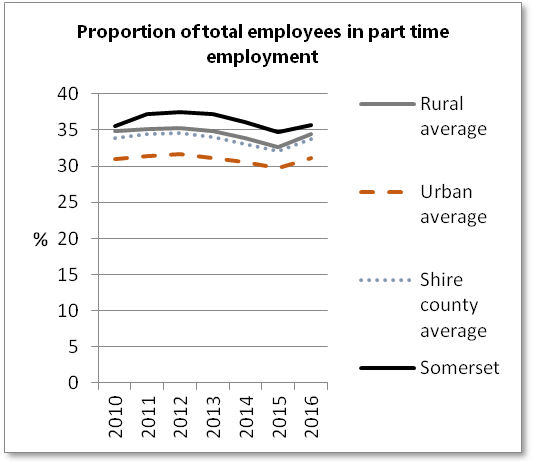 Proportion of total employees in part time
employment
40
35
30
25
20
15
10
5
0
%
2010
2011
2012
2013
2014
2015
2016
Rural
average
Urban
average
Shire
county
average
Somerset